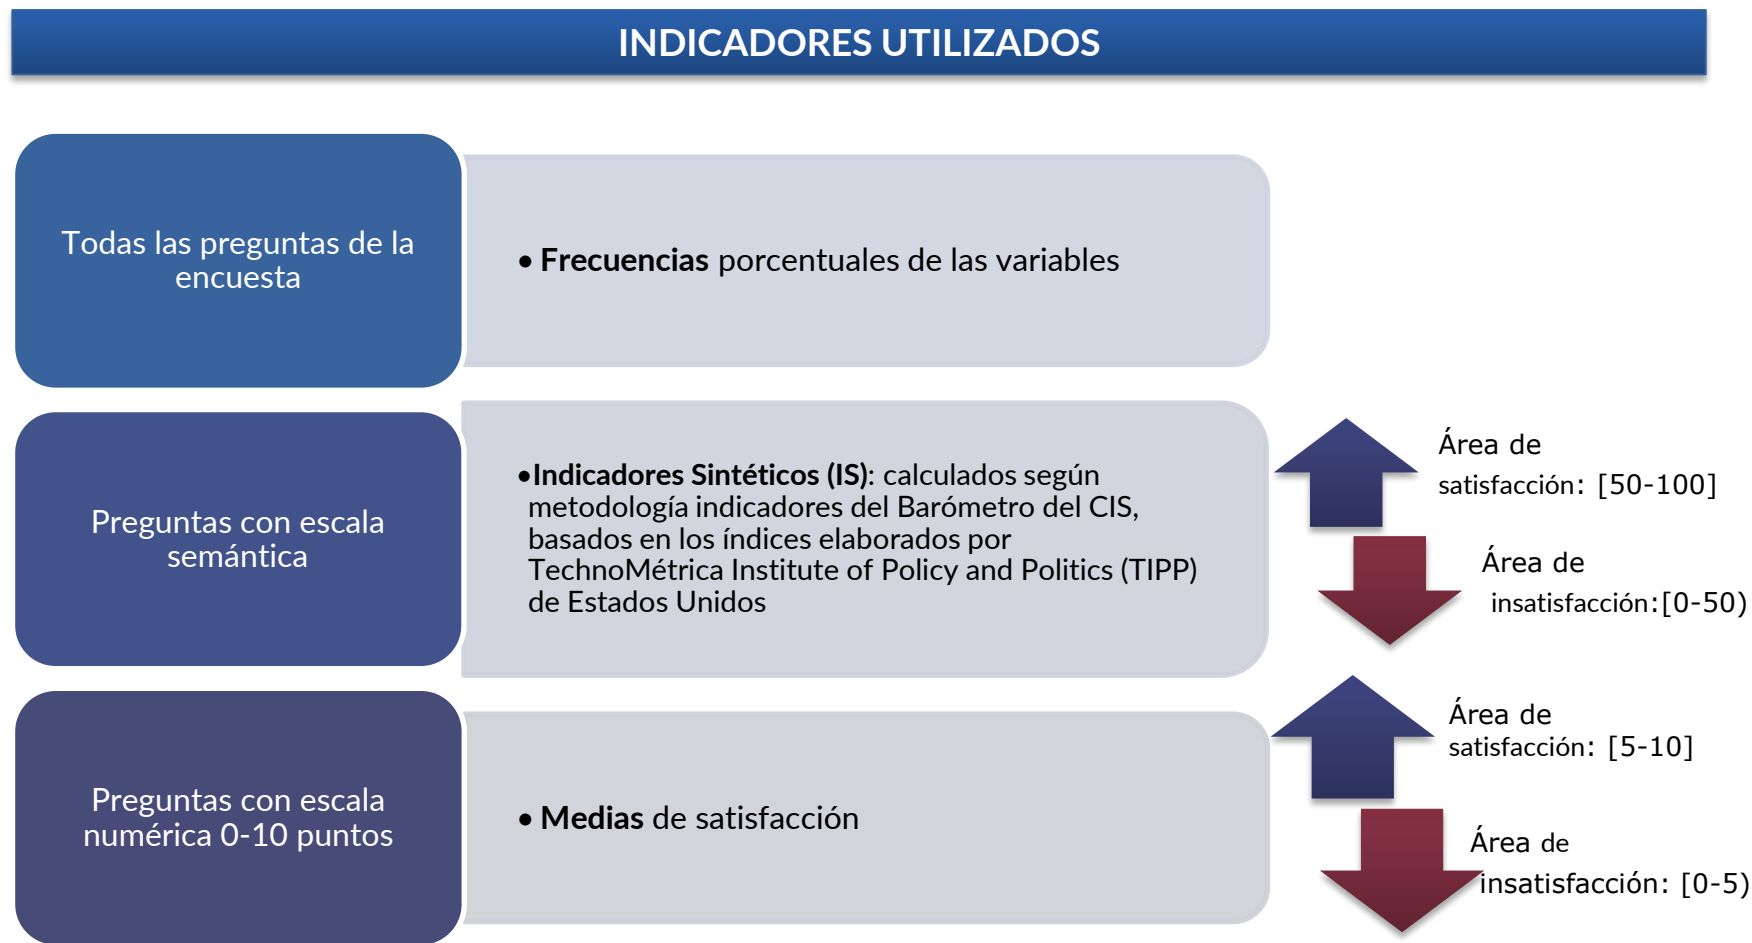 INDICADORES UTILIZADOS
Todas las preguntas de la
encuesta
• Frecuencias porcentuales de las variables
Preguntas con escala
semántica
•Indicadores Sintéticos (IS): calculados según
metodología indicadores del Barómetro del CIS,
basados en los índices elaborados por
TechnoMétrica Institute of Policy and Politics (TIPP)
de Estados Unidos
Área de
satisfacción: [50-100]
Área de
insatisfacción:[0-50)
Preguntas con escala
numérica 0-10 puntos
• Medias de satisfacción
Área de
satisfacción: [5-10]
Área de
insatisfacción: [0-5)